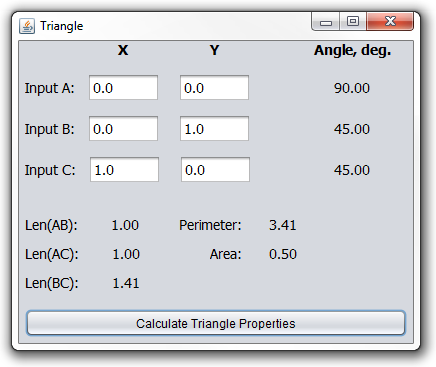 Triangle
X Y Angle, deg.
Input A: 0.0 0.0 90.00
Input B: 0.0 1.0 45.00
Input C: 1.0 0.0 45.00
Len(AB): 1.00 Perimeter: 3.41
Len(AC): 1.00 Area: 0.50
Len(BC): 1.41
Calculate Triangle Properties